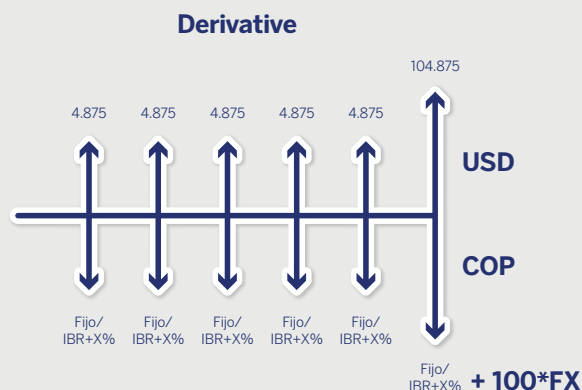 Derivative
104.875
4.875 4.875 4.875 4.875 4.875
USD
COP
Fijo/ Fijo/ Fijo/ Fijo/ Fijo/
IBR+X% IBR+X% IBR+X% IBR+X% IBR+X%
Fijo/
IBR+X% + 100*FX